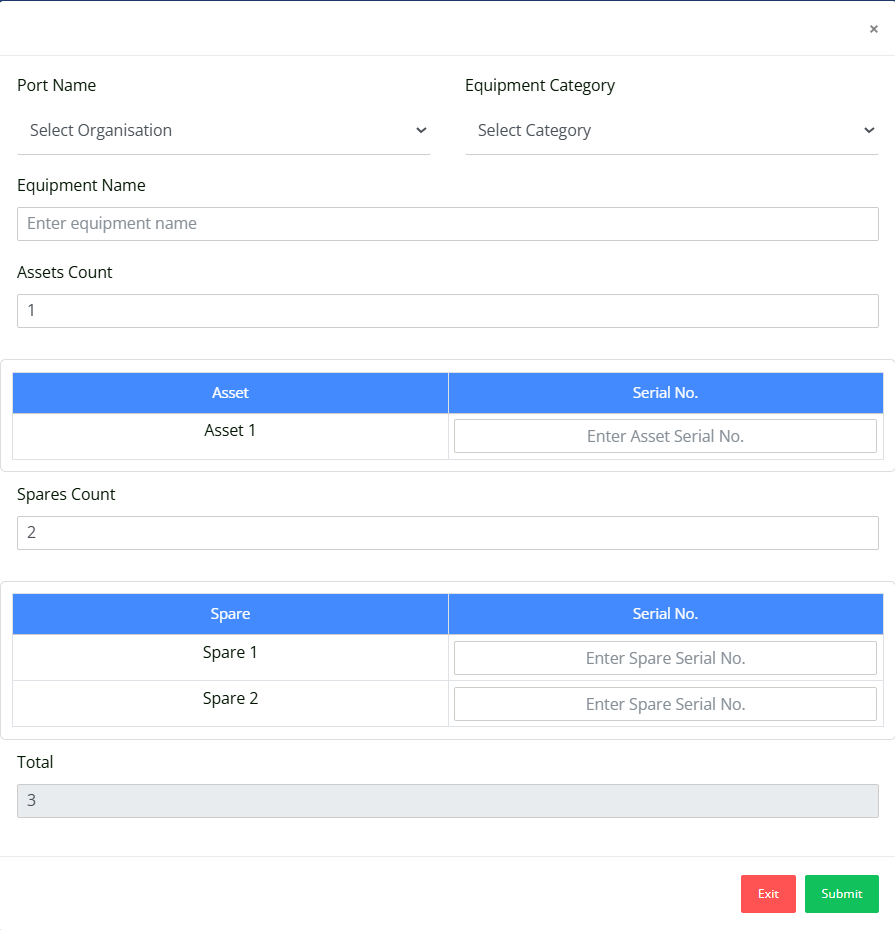 ×
Port Name Equipment Category
Select Organisation Select Category
Equipment Name
Enter equipment name
Assets Count
1
Asset Serial No.
Asset 1 Enter Asset Serial No.
Spares Count
2
Spare Serial No.
Spare 1 Enter Spare Serial No.
Spare 2 Enter Spare Serial No.
Total
3
Exit Submit